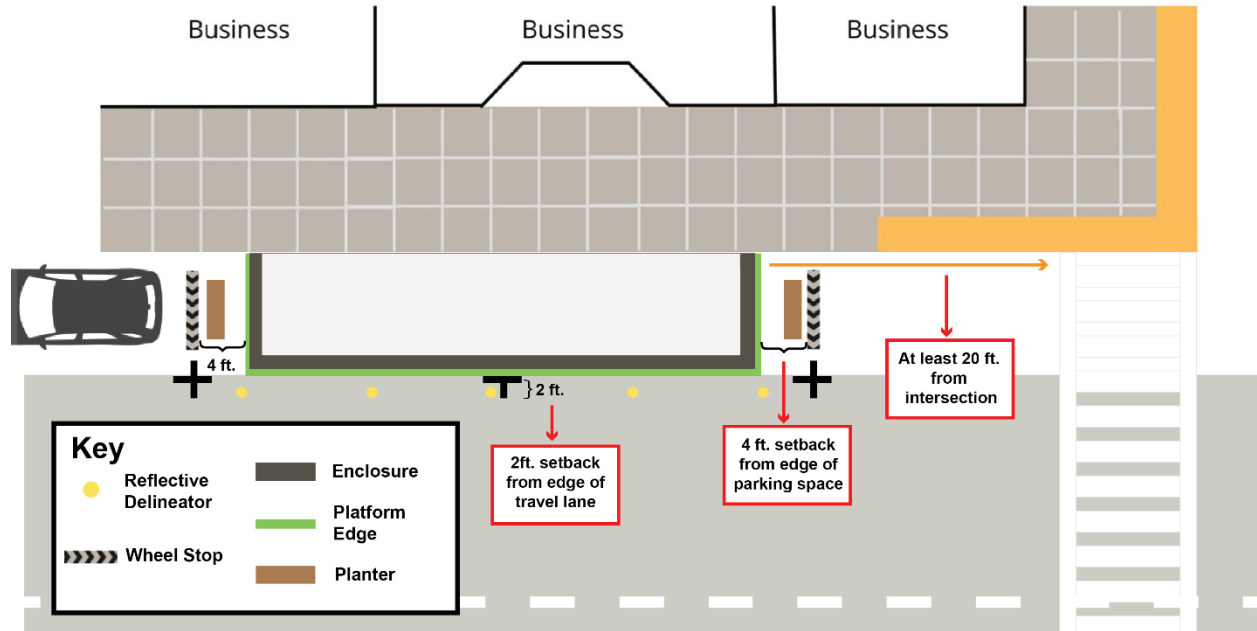 Business
Business
Business
4 ft.
2 ft.
At least 20 ft.
from
intersection
2ft. setback
from edge of
travel lane
4 ft. setback
from edge of
parking space
Key
Reflective
Delineator
Wheel Stop
Enclosure
Platform
Edge
Planter